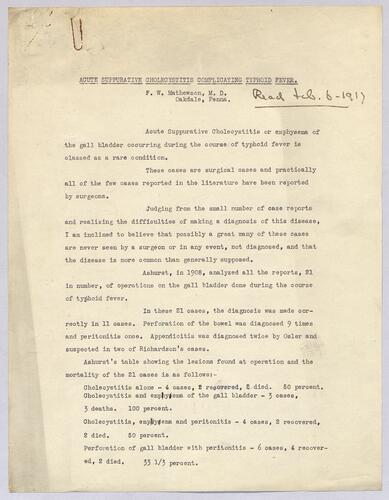 ACUTE SUPPURATIVE CHOLECYSTITIS COMPLICATING TYPHOID FEVER.
F. W. Mathewson, M. D.
Oakdale, Penna.
Read Feb. 6-1917
Acute Suppurative Cholecystitis or emphysema of
the gall bladder occurring during the course of typhoid fever is
classed as a rare condition.
These cases are surgical cases and practically
all of the few cases reported in the literature have been reported
by surgeons.
Judging from the small number of case reports
and realizing the difficulties of making a diagnosis of this disease,
I am inclined to believe that possibly a great many of these cases
are never seen by a surgeon or in any event, not diagnosed, and that
the disease is more common than generally supposed.
Ashurst, in 1908, analyzed all the reports, 21
in number, of operations on the gall bladder done during the course
of typhoid fever.
In these 21 cases, the diagnosis was made cor-
rectly in 11 cases. Perforation of the bowel was diagnosed 9 times
and peritonitis once. Appendicitis was diagnosed twice by Osler and
suspected in two of Richardson's cases.
Ashurst's table showing the lesions found at operation and the
mortality of the 21 cases is as follows:-
Cholecystitis alone - 4 cases, 2 recovered, 2 died. 50 percent.
Cholecystitis and emphysema of the gall bladder - 3 cases,
3 deaths. 100 percent.
Cholecystitis, emphysema and peritonitis - 4 cases, 2 recovered,
2 died. 50 percent.
Perforation of gall bladder with peritonitis - 6 cases, 4 recover-
ed, 2 died. 33 1/3 percent.